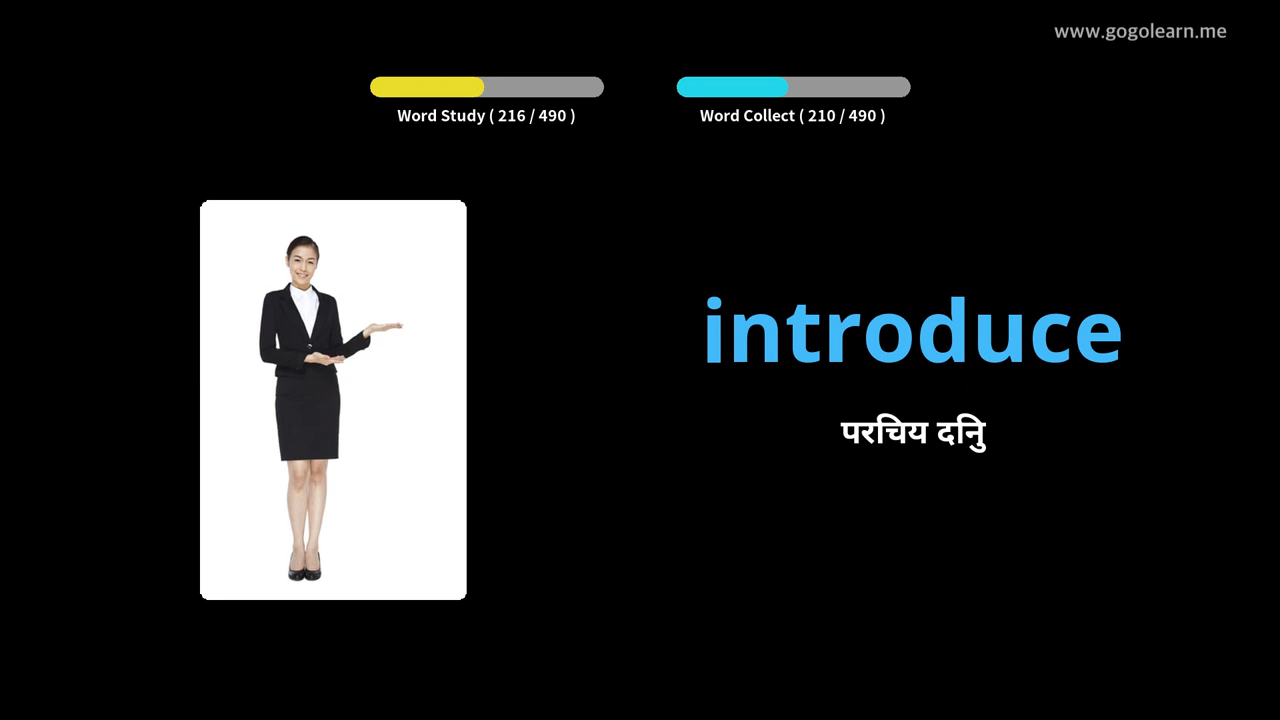 www.gogolearn.me
Word Study ( 216 / 490 )
Word Collect ( 210 / 490 )
introduce
परचिय दनिु